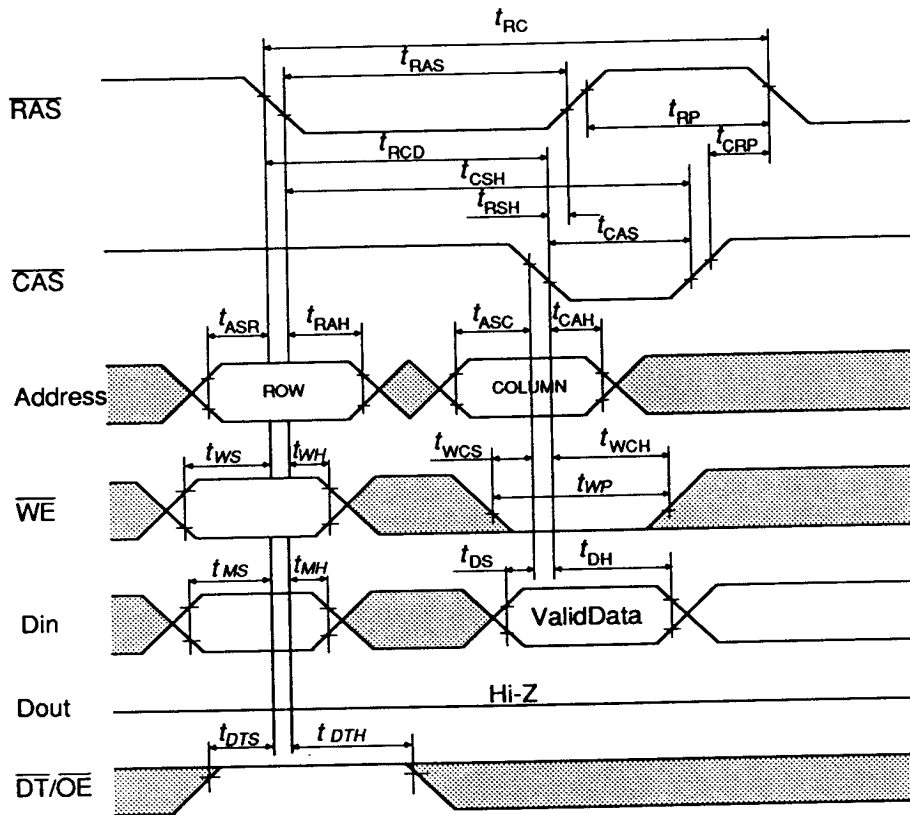 tRC
tRAS
RAS
tRP
tCRP
tRCD
tCSH
tRSH
tCAS
CAS
tASR tRAH tASC tCAH
Address ROW COLUMN
tWS tWH tWCS tWCH
WE tWP
tMS tMH tDS tDH
Din ValidData
Dout Hi-Z
tDTS tDTH
DT/OE